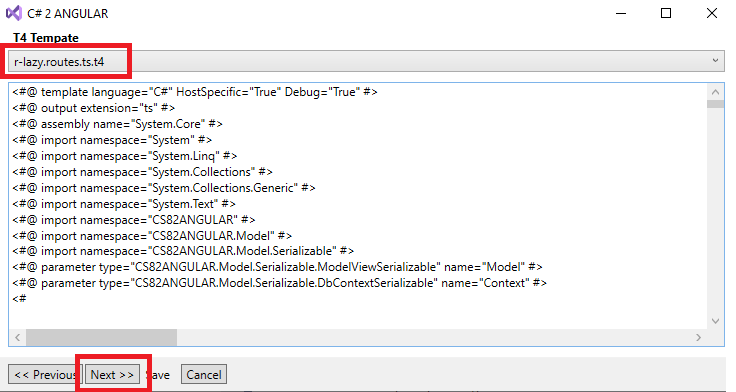 C# 2 ANGULAR
T4 Tempate
r-lazy.routes.ts.t4
<#@ template language="C#" HostSpecific="True" Debug="True" #>
<#@ output extension="ts" #>
<#@ assembly name="System.Core" #>
<#@ import namespace="System" #>
<#@ import namespace="System.Linq" #>
<#@ import namespace="System.Collections" #>
<#@ import namespace="System.Collections.Generic" #>
<#@ import namespace="System.Text" #>
<#@ import namespace="CS82ANGULAR" #>
<#@ import namespace="CS82ANGULAR.Model" #>
<#@ import namespace="CS82ANGULAR.Model.Serializable" #>
<#@ parameter type="CS82ANGULAR.Model.Serializable.ModelViewSerializable" name="Model" #>
<#@ parameter type="CS82ANGULAR.Model.Serializable.DbContextSerializable" name="Context" #>
<#
<< Previous Next >> Save Cancel